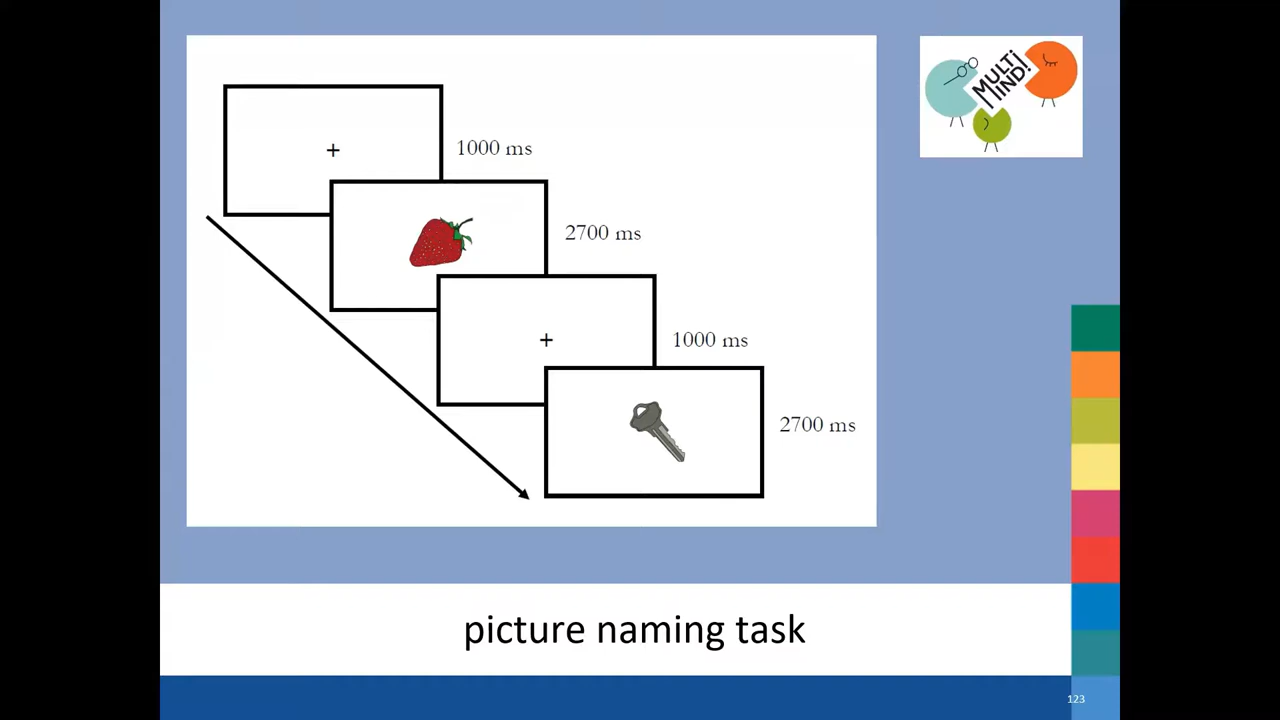 MULTI
MIND!
+
1000 ms
2700 ms
+
1000 ms
2700 ms
picture naming task
123